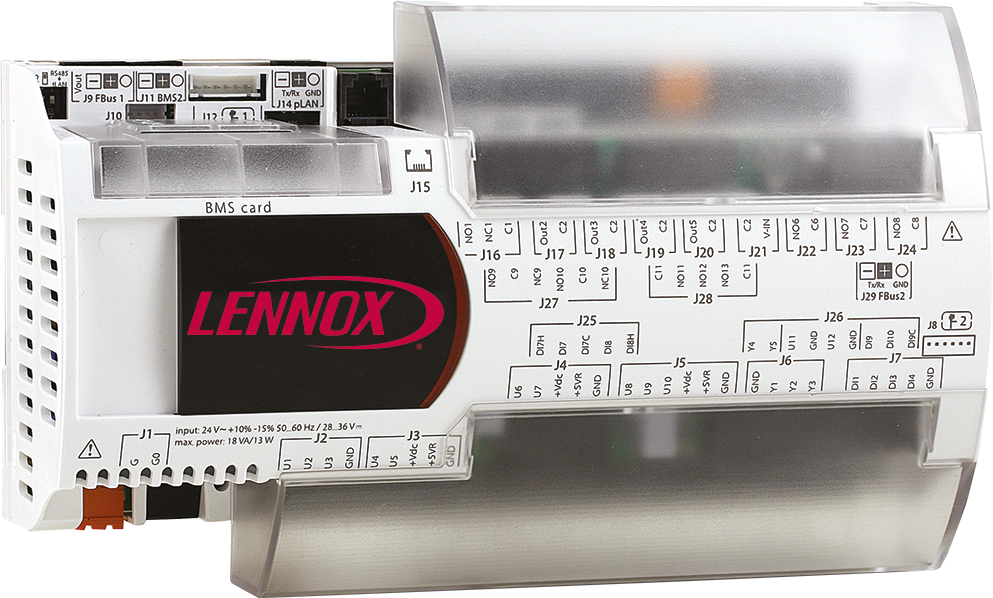 2 RS485
pLAN
Vout
J9 FBus 1
J11 BMS2
Tx/Rx GND
J14 pLAN
J10
J12 1
J15
BMS card
NO1 NC1 C1
J16
Out2 C2
J17
Out3 C2
J18
Out4 C2
J19
Out5 C2
J20
C2 V-IN
J21
NO6 C6
J22
NO7 C7
J23
NO8 C8
J24
NO9 C9 NC9 NO10 C10 NC10
J27
C11 NO11 NO12 NO13 C11
J28
Tx/Rx GND
J29 FBus2
LENNOX®
J25
DI7H DI7 DI7C DI8 DI8H
J26
Y4 Y5 U11 GND U12 GND DI9 DI10 DI9C
J8 2
J4
U6 U7 +Vdc +5VR GND
J5
U8 U9 U10 +Vdc +5VR GND
J6
GND Y1 Y2 Y3
J7
DI1 DI2 DI3 DI4 GND
J1
G G0
input: 24 V~ +10% -15% 50...60 Hz / 28...36 V
max. power: 18 VA/13 W
J2
U1 U2 U3 GND
J3
U4 U5 +Vdc +5VR GND